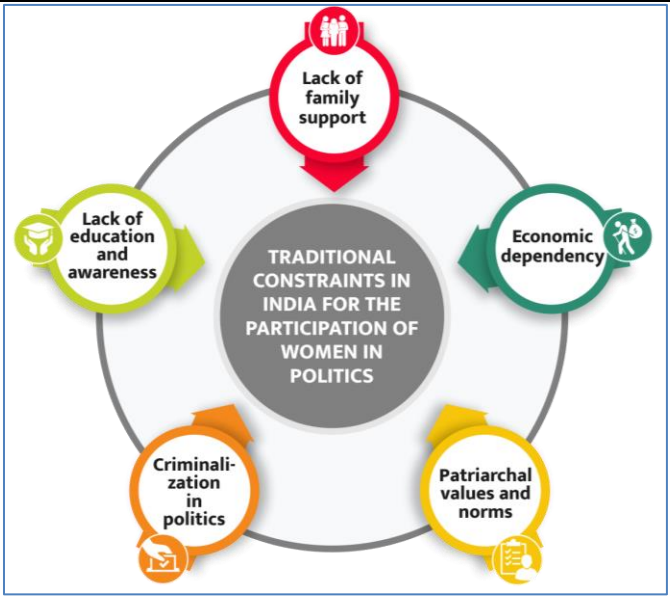 Lack of
family
support
Economic
dependency
Patriarchal
values and
norms
Criminali-
zation
in
politics
Lack of
education
and
awareness
TRADITIONAL
CONSTRAINTS IN
INDIA FOR THE
PARTICIPATION OF
WOMEN IN
POLITICS